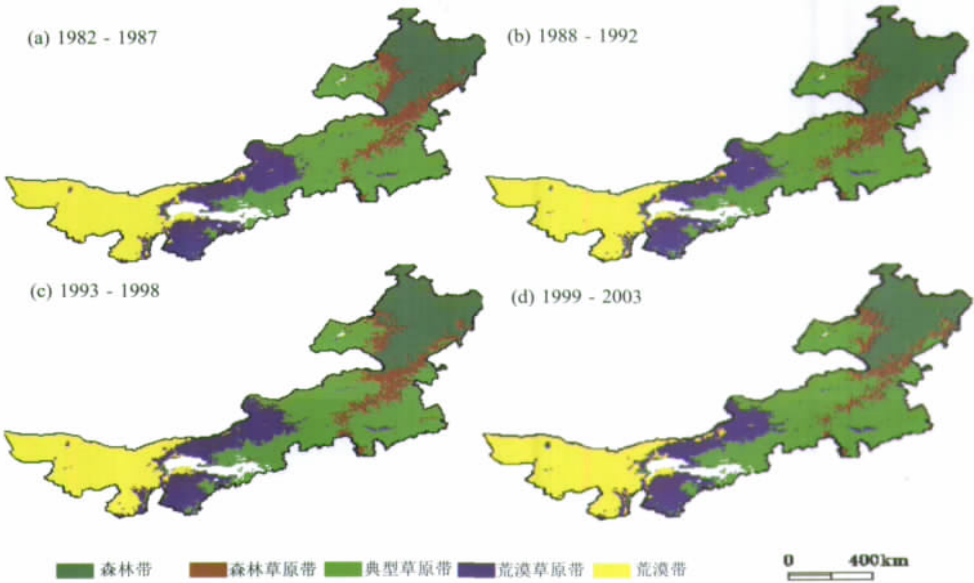 (a) 1982 - 1987
(b) 1988 - 1992
(c) 1993 - 1998
(d) 1999 - 2003
森林带 森林草原带 典型草原带 荒漠草原带 荒漠带
0 400km